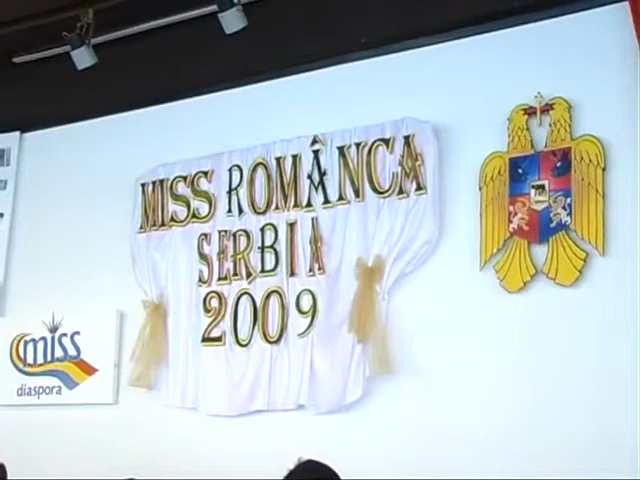 MISS ROMÂNCA
SERBIA
2009
miss
diaspora